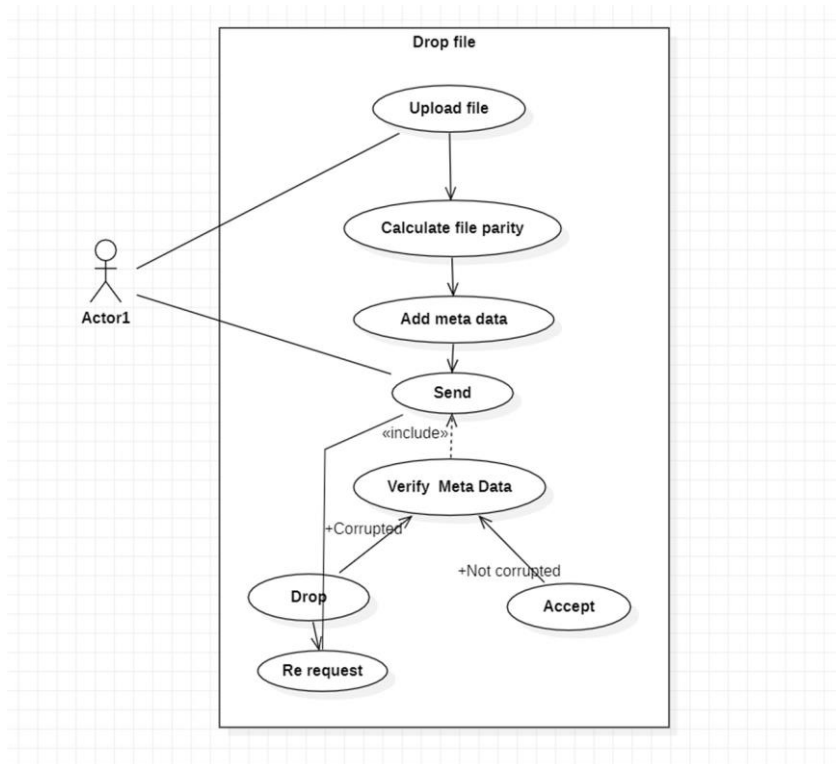 Drop file
Upload file
Calculate file parity
Actor1
Add meta data
Send
«include»
Verify Meta Data
+Corrupted
+Not corrupted
Drop
Accept
Re request